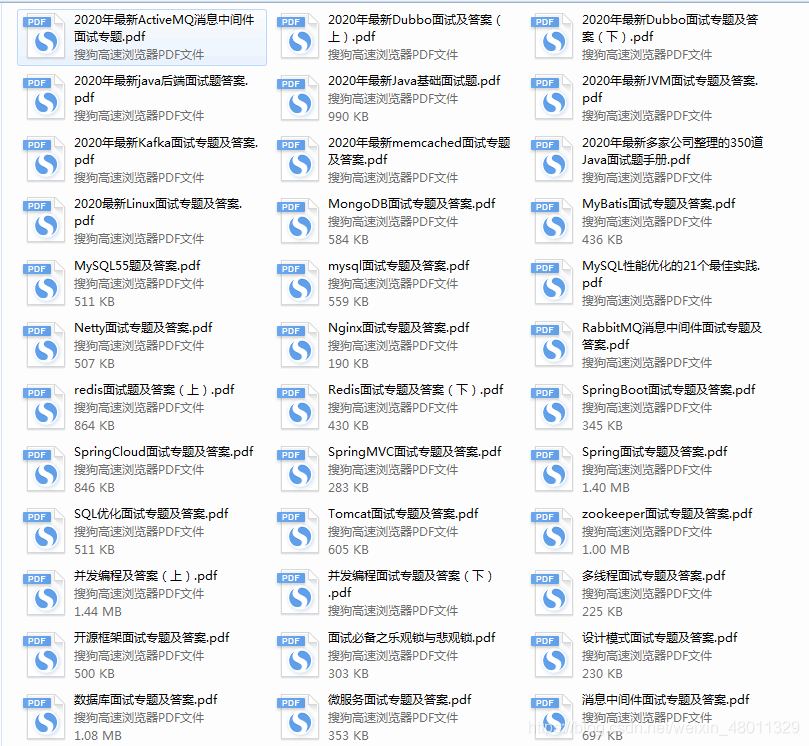 PDF
2020年最新ActiveMQ消息中间件
面试专题.pdf
搜狗高速浏览器PDF文件
PDF
2020年最新Dubbo面试及答案（
上）.pdf
搜狗高速浏览器PDF文件
PDF
2020年最新Dubbo面试专题及答
案（下）.pdf
搜狗高速浏览器PDF文件
PDF
2020年最新java后端面试题答案.
pdf
搜狗高速浏览器PDF文件
PDF
2020年最新Java基础面试题.pdf
搜狗高速浏览器PDF文件
990 KB
PDF
2020年最新JVM面试专题及答案.
pdf
搜狗高速浏览器PDF文件
PDF
2020年最新Kafka面试专题及答案.
pdf
搜狗高速浏览器PDF文件
PDF
2020年最新memcached面试专题
及答案.pdf
搜狗高速浏览器PDF文件
PDF
2020年最新多家公司整理的350道
Java面试题手册.pdf
搜狗高速浏览器PDF文件
PDF
2020最新Linux面试专题及答案.
pdf
搜狗高速浏览器PDF文件
PDF
MongoDB面试专题及答案.pdf
搜狗高速浏览器PDF文件
584 KB
PDF
MyBatis面试专题及答案.pdf
搜狗高速浏览器PDF文件
436 KB
PDF
MySQL55题及答案.pdf
搜狗高速浏览器PDF文件
511 KB
PDF
mysql面试专题及答案.pdf
搜狗高速浏览器PDF文件
559 KB
PDF
MySQL性能优化的21个最佳实践.
pdf
搜狗高速浏览器PDF文件
PDF
Netty面试专题及答案.pdf
搜狗高速浏览器PDF文件
507 KB
PDF
Nginx面试专题及答案.pdf
搜狗高速浏览器PDF文件
190 KB
PDF
RabbitMQ消息中间件面试专题及
答案.pdf
搜狗高速浏览器PDF文件
PDF
redis面试题及答案（上）.pdf
搜狗高速浏览器PDF文件
864 KB
PDF
Redis面试专题及答案（下）.pdf
搜狗高速浏览器PDF文件
430 KB
PDF
SpringBoot面试专题及答案.pdf
搜狗高速浏览器PDF文件
345 KB
PDF
SpringCloud面试专题及答案.pdf
搜狗高速浏览器PDF文件
846 KB
PDF
SpringMVC面试专题及答案.pdf
搜狗高速浏览器PDF文件
283 KB
PDF
Spring面试专题及答案.pdf
搜狗高速浏览器PDF文件
1.40 MB
PDF
SQL优化面试专题及答案.pdf
搜狗高速浏览器PDF文件
511 KB
PDF
Tomcat面试专题及答案.pdf
搜狗高速浏览器PDF文件
605 KB
PDF
zookeeper面试专题及答案.pdf
搜狗高速浏览器PDF文件
1.00 MB
PDF
并发编程及答案（上）.pdf
搜狗高速浏览器PDF文件
1.44 MB
PDF
并发编程面试专题及答案（下）
.pdf
搜狗高速浏览器PDF文件
PDF
多线程面试专题及答案.pdf
搜狗高速浏览器PDF文件
225 KB
PDF
开源框架面试专题及答案.pdf
搜狗高速浏览器PDF文件
500 KB
PDF
面试必备之乐观锁与悲观锁.pdf
搜狗高速浏览器PDF文件
303 KB
PDF
设计模式面试专题及答案.pdf
搜狗高速浏览器PDF文件
230 KB
PDF
数据库面试专题及答案.pdf
搜狗高速浏览器PDF文件
1.08 MB
PDF
微服务面试专题及答案.pdf
搜狗高速浏览器PDF文件
353 KB
PDF
消息中间件面试专题及答案.pdf
搜狗高速浏览器PDF文件
697 KB
https://blog.csdn.net/weixin_48011329